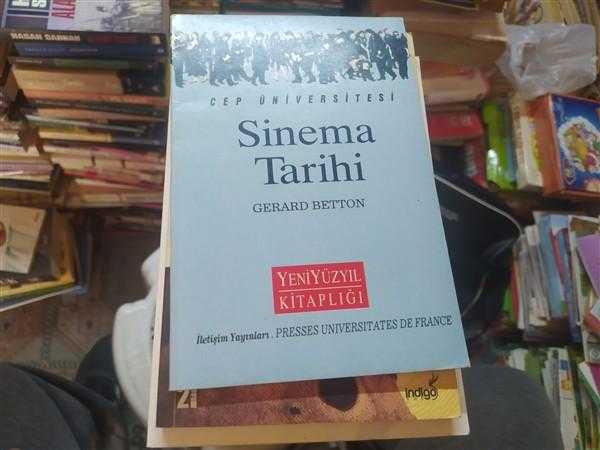 HASAN SARKAN
CEP ÜNİVERSİTESİ
Sinema
Tarihi
GERARD BETTON
YENİYÜZYIL
KİTAPLIĞI
İletişim Yayınları . PRESSES UNIVERSITATES DE FRANCE
indigo